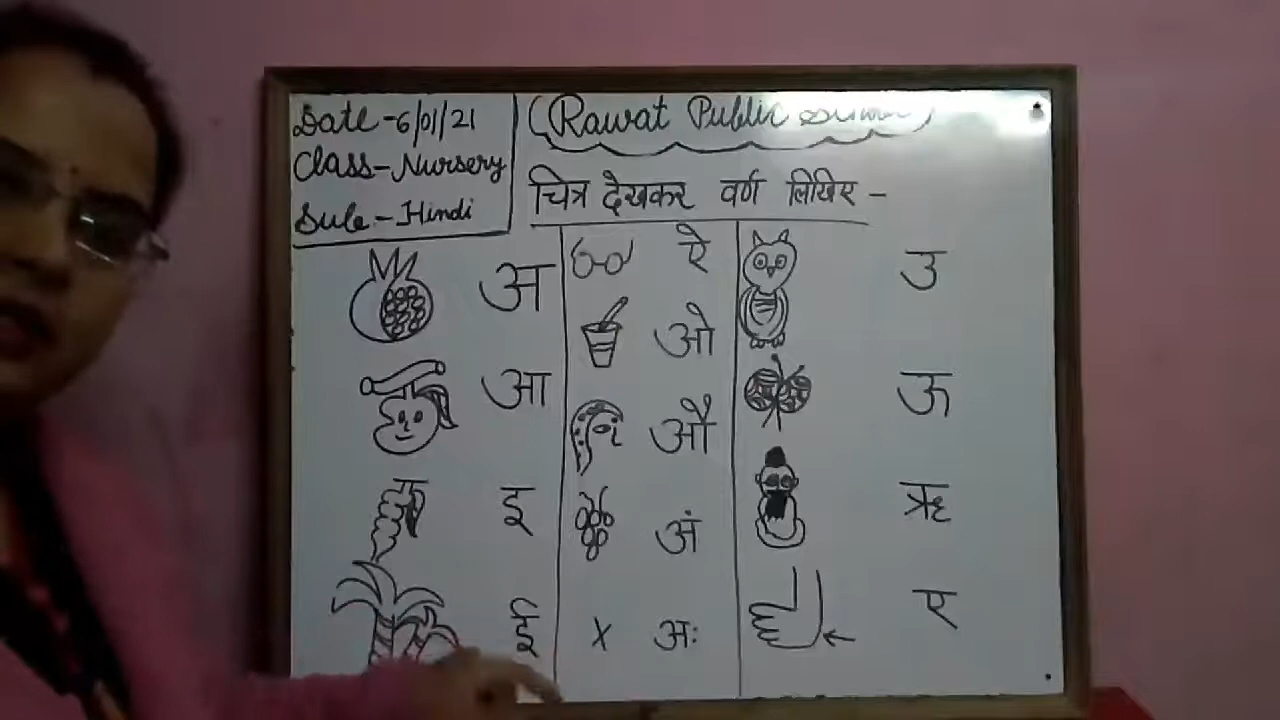 Date-6/01/21
Class-Nursery
Sub-Hindi
(Rawat Public
चित्र देखकर वर्ण लिखिए -
अ
आ
इ
ई
ऐ
ओ
औ
अं
x अः
उ
ऊ
ऋ
ए